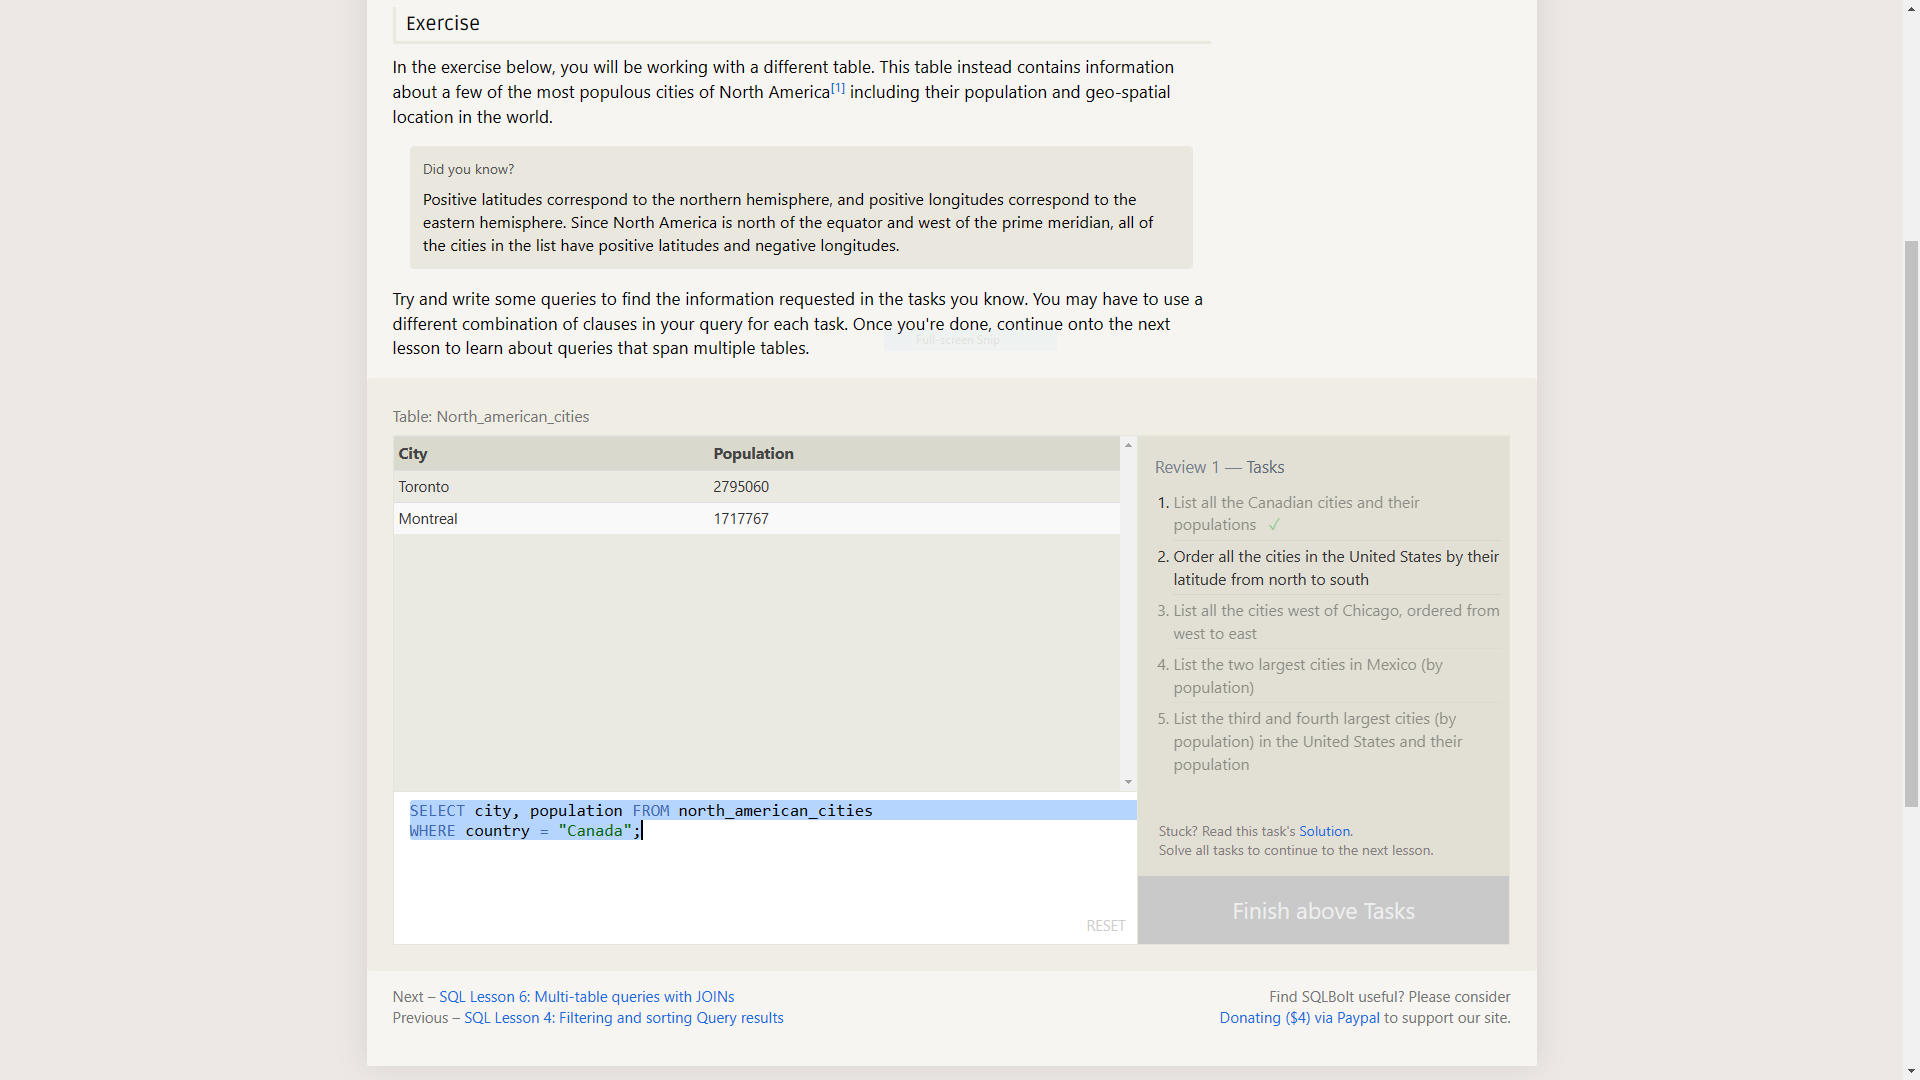 Exercise
In the exercise below, you will be working with a different table. This table instead contains information
about a few of the most populous cities of North America[1] including their population and geo-spatial
location in the world.
Did you know?
Positive latitudes correspond to the northern hemisphere, and positive longitudes correspond to the
eastern hemisphere. Since North America is north of the equator and west of the prime meridian, all of
the cities in the list have positive latitudes and negative longitudes.
Try and write some queries to find the information requested in the tasks you know. You may have to use a
different combination of clauses in your query for each task. Once you're done, continue onto the next
lesson to learn about queries that span multiple tables.
Full-screen Snip
Table: North_american_cities
City Population
Toronto 2795060
Montreal 1717767
SELECT city, population FROM north_american_cities
WHERE country = "Canada";
RESET
Review 1 — Tasks
1. List all the Canadian cities and their
populations ✓
2. Order all the cities in the United States by their
latitude from north to south
3. List all the cities west of Chicago, ordered from
west to east
4. List the two largest cities in Mexico (by
population)
5. List the third and fourth largest cities (by
population) in the United States and their
population
Stuck? Read this task's Solution.
Solve all tasks to continue to the next lesson.
Finish above Tasks
Next – SQL Lesson 6: Multi-table queries with JOINs
Previous – SQL Lesson 4: Filtering and sorting Query results
Find SQLBolt useful? Please consider
Donating ($4) via Paypal to support our site.